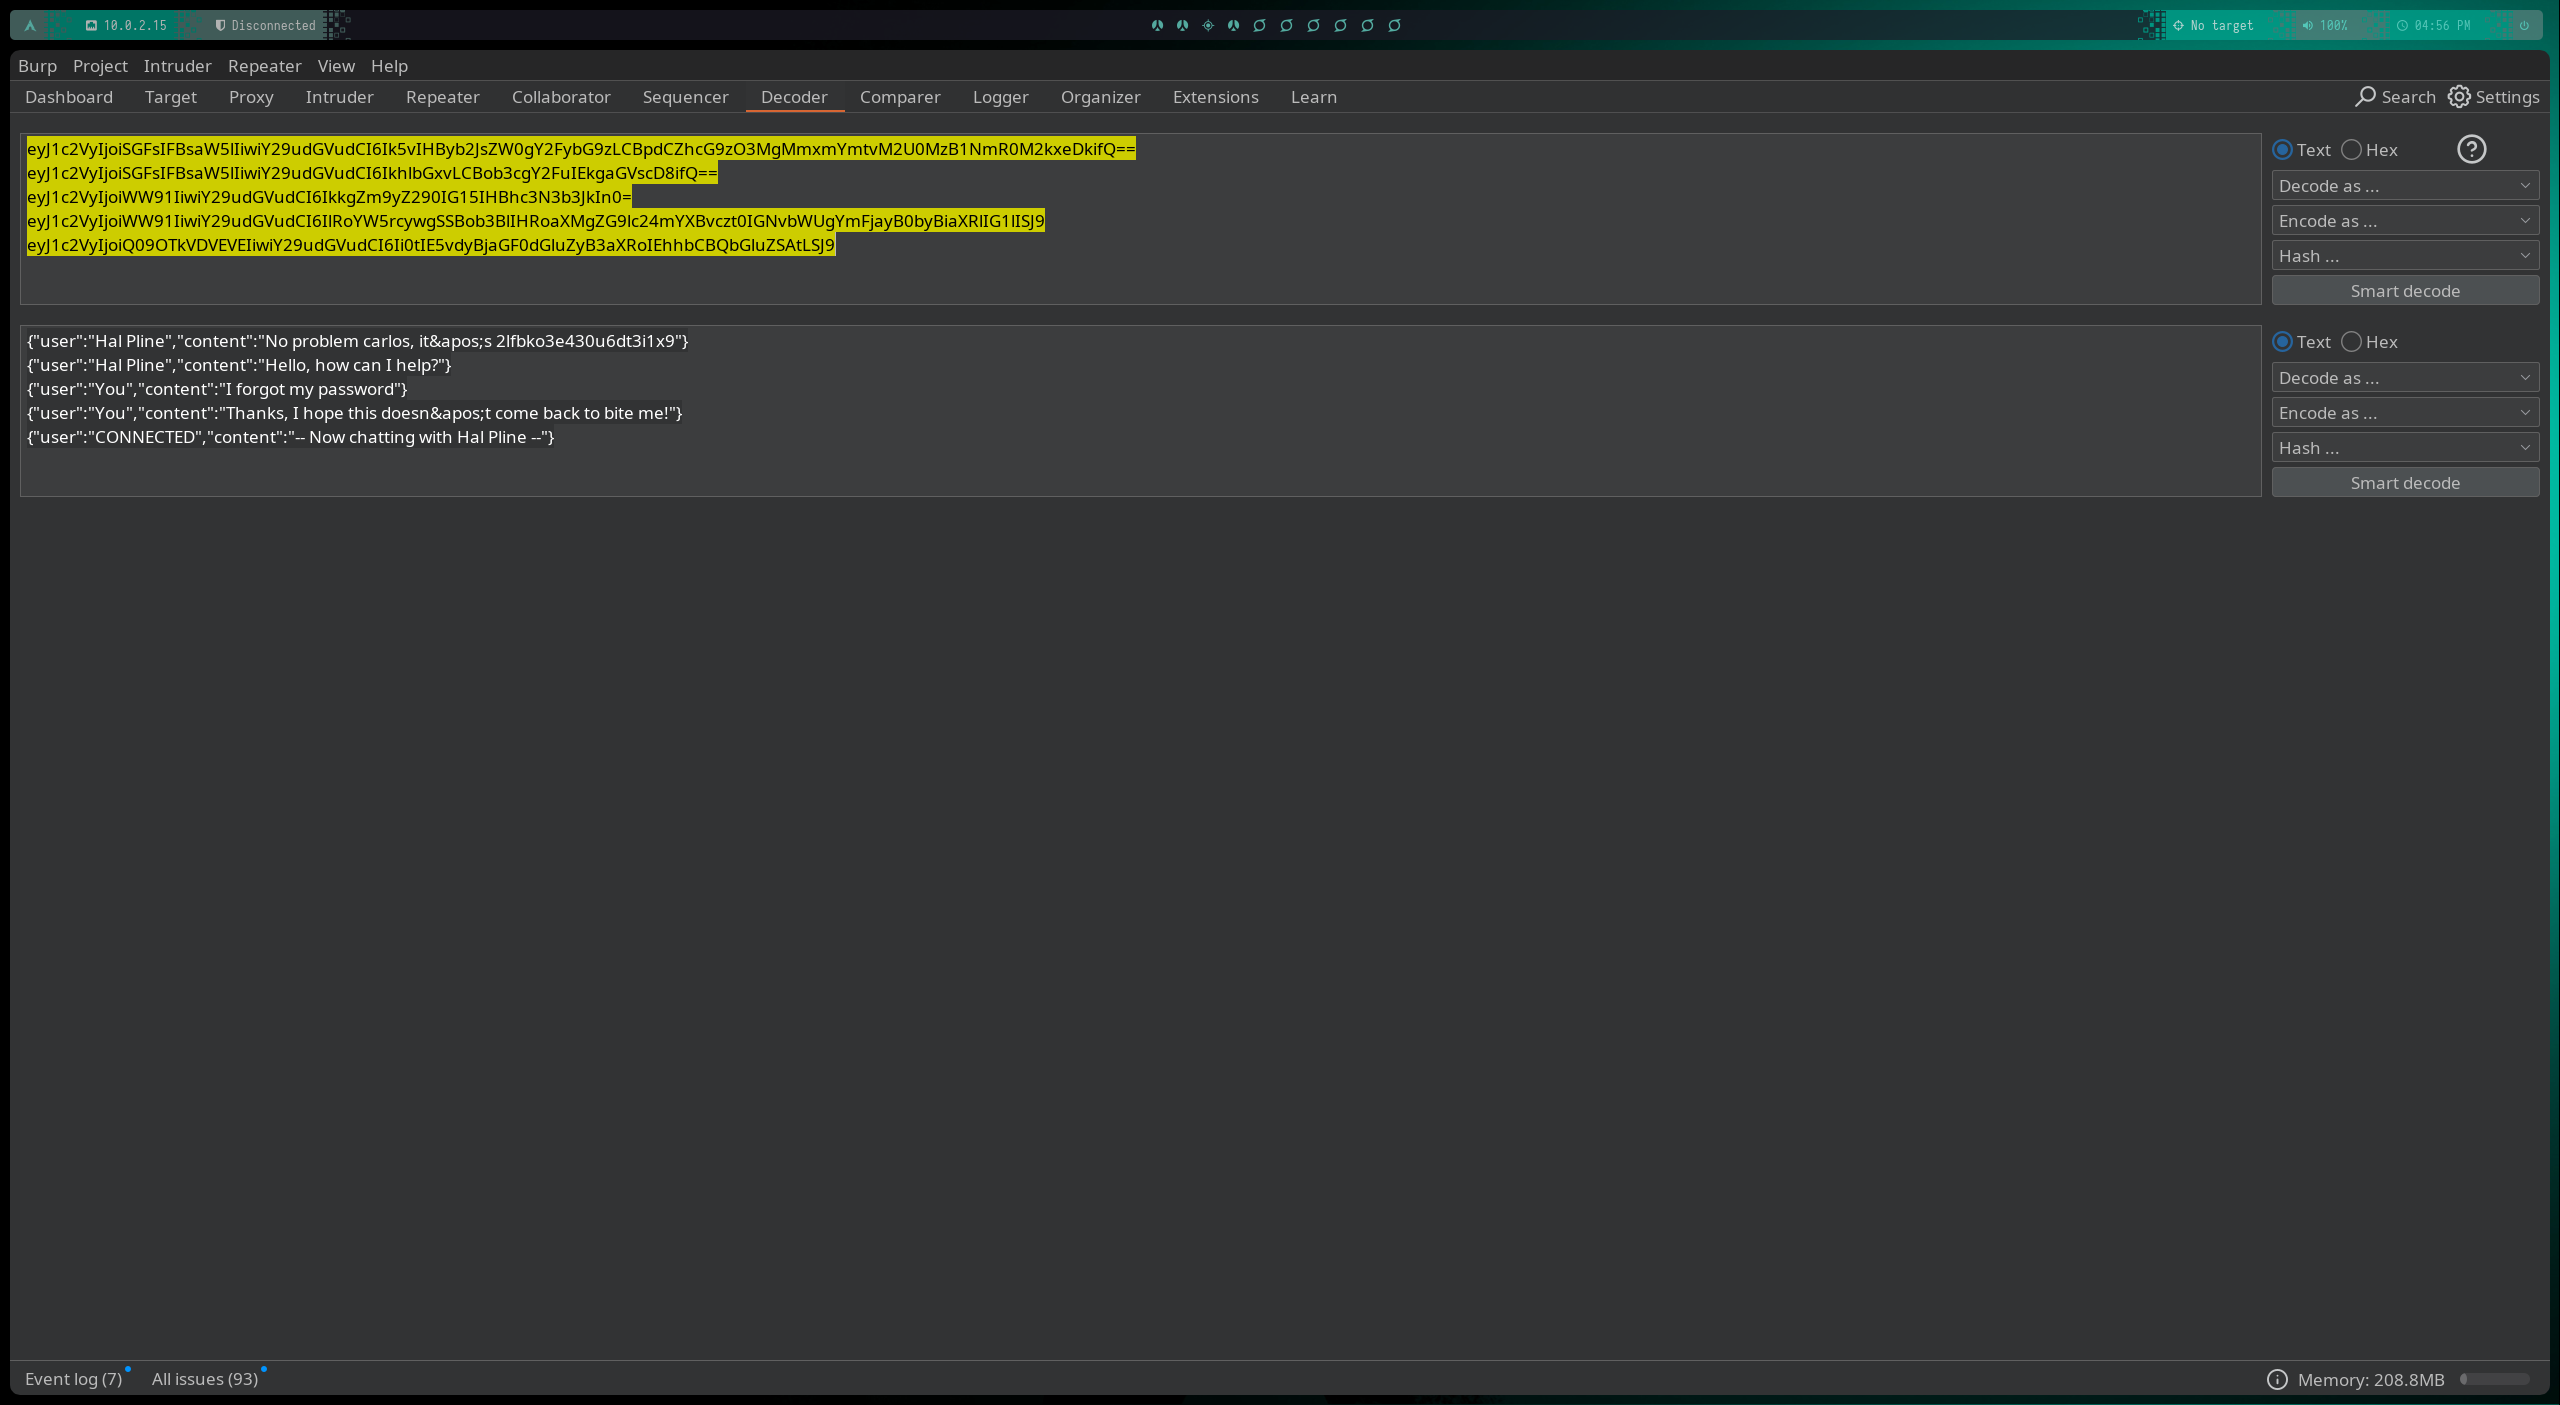 10.0.2.15 Disconnected No target 100% 04:56 PM
Burp Project Intruder Repeater View Help
Dashboard Target Proxy Intruder Repeater Collaborator Sequencer Decoder Comparer Logger Organizer Extensions Learn Search Settings
eyJ1c2VyIjoiSGFsIFBsaW5lIiwiY29udGVudCI6Ik5vIHByb2JsZW0gY2FybG9zLCBpdCZhcG9zO3MgMmxmYmtvM2U0MzB1NmR0M2kxeDkifQ==
eyJ1c2VyIjoiSGFsIFBsaW5lIiwiY29udGVudCI6IkhlbGxvLCBob3cgY2FuIEkgaGVscD8ifQ==
eyJ1c2VyIjoiWW91IiwiY29udGVudCI6IkkgZm9yZ290IG15IHBhc3N3b3JkIn0=
eyJ1c2VyIjoiWW91IiwiY29udGVudCI6IlRoYW5rcywgSSBob3BlIHRoaXMgZG9lc24mYXBvczt0IGNvbWUgYmFjayB0byBiaXRlIG1lISJ9
eyJ1c2VyIjoiQ09OTkVDVEVEIiwiY29udGVudCI6Ii0tIE5vdyBjaGF0dGluZyB3aXRoIEhhbCBQbGluZSAtLSJ9
Text Hex
Decode as ...
Encode as ...
Hash ...
Smart decode
{"user":"Hal Pline","content":"No problem carlos, it&apos;s 2lfbko3e430u6dt3i1x9"}
{"user":"Hal Pline","content":"Hello, how can I help?"}
{"user":"You","content":"I forgot my password"}
{"user":"You","content":"Thanks, I hope this doesn&apos;t come back to bite me!"}
{"user":"CONNECTED","content":"-- Now chatting with Hal Pline --"}
Text Hex
Decode as ...
Encode as ...
Hash ...
Smart decode
Event log (7) All issues (93) Memory: 208.8MB